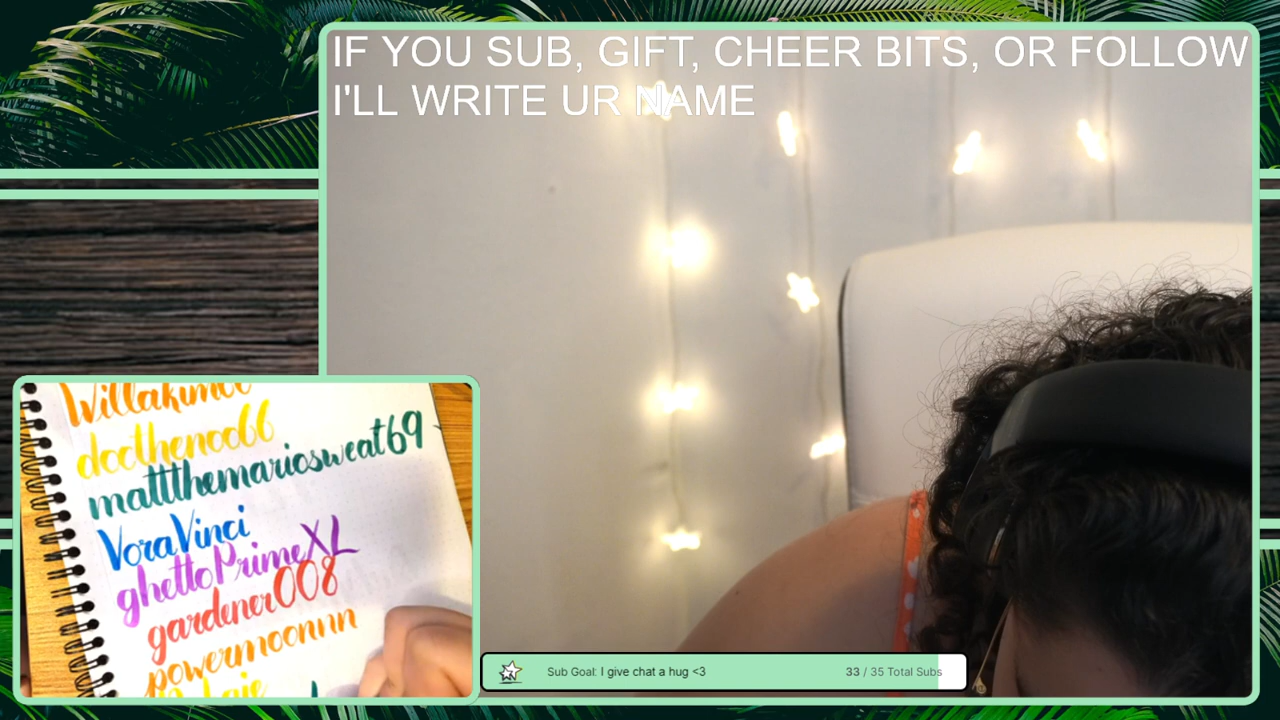 IF YOU SUB, GIFT, CHEER BITS, OR FOLLOW
I'LL WRITE UR NAME
docthenoo66
mattthemariosweat69
VoraVinci
ghettoPrimeXL
gardener008
powermoonnn
Sub Goal: I give chat a hug <3
33 / 35 Total Subs